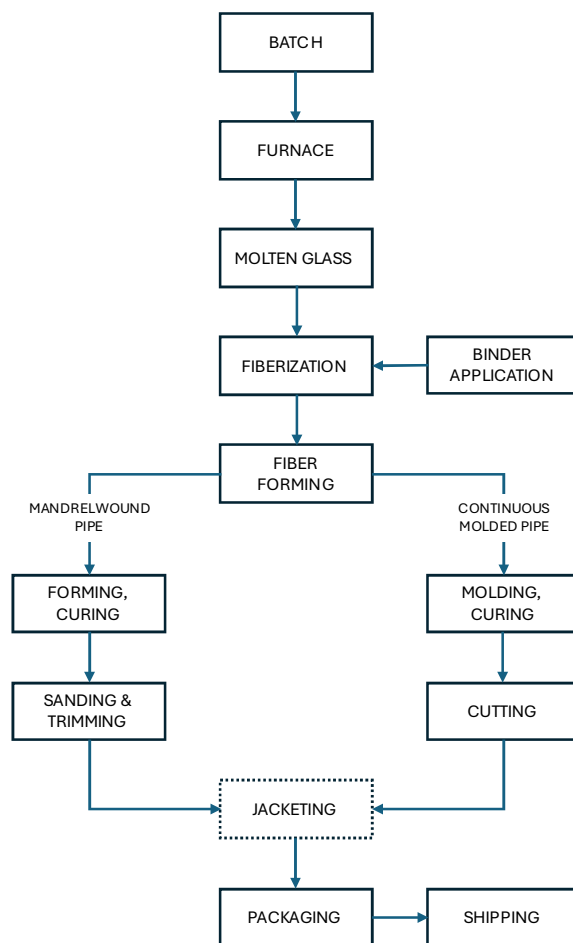 BATCH
FURNACE
MOLTEN GLASS
FIBERIZATION
BINDER
APPLICATION
FIBER
FORMING
MANDRELWOUND
PIPE
CONTINUOUS
MOLDED PIPE
FORMING,
CURING
MOLDING,
CURING
SANDING &
TRIMMING
CUTTING
JACKETING
PACKAGING
SHIPPING